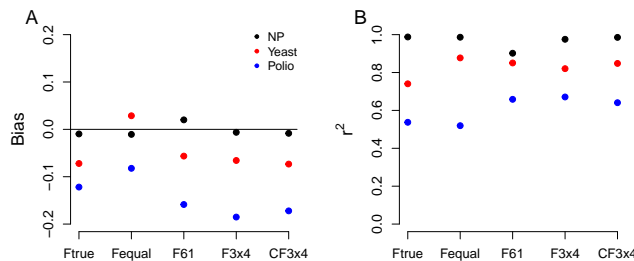 A
Bias
0.2
0.1
0.0
−0.1
−0.2
NP
Yeast
Polio
Ftrue Fequal F61 F3x4 CF3x4
B
r²
1.0
0.8
0.6
0.4
0.2
0.0
Ftrue Fequal F61 F3x4 CF3x4